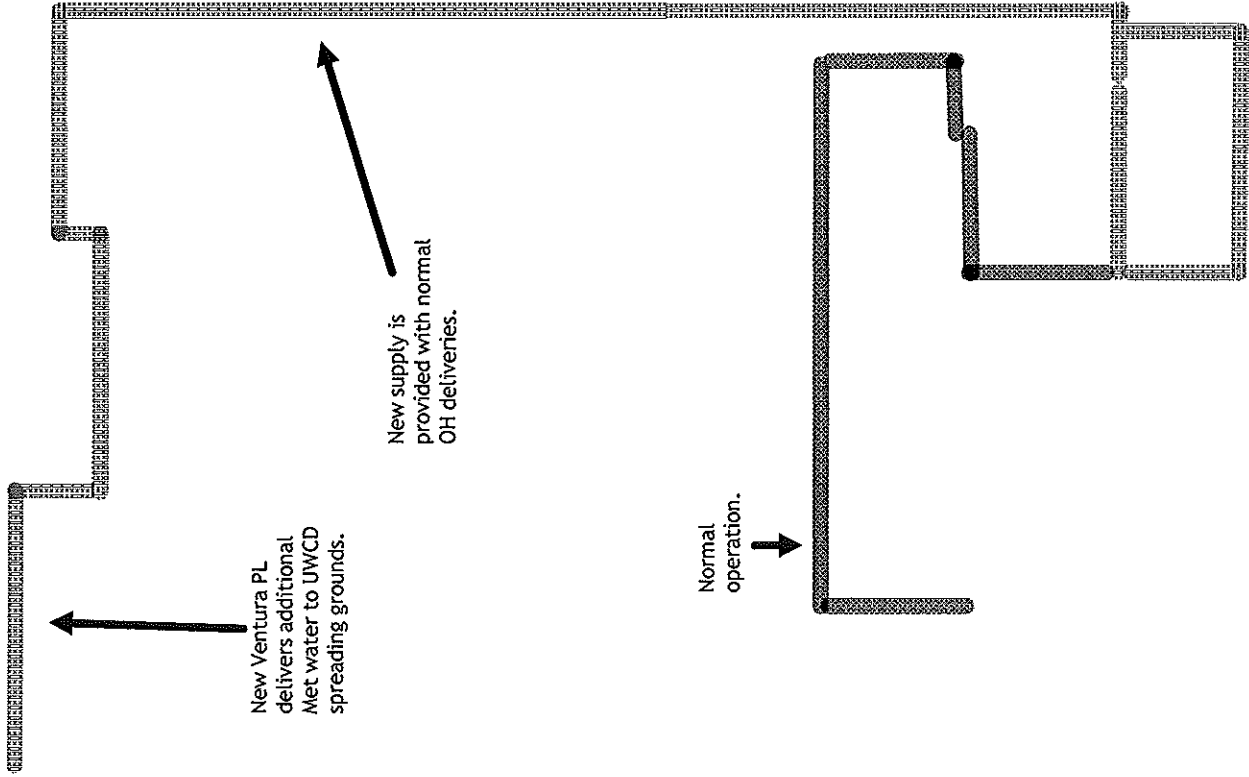 New Ventura PL
delivers additional
Met water to UWCD
spreading grounds.
New supply is
provided with normal
OH deliveries.
Normal
operation.